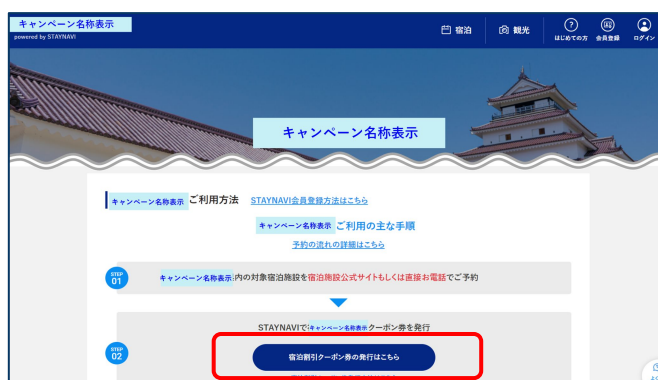 キャンペーン名称表示
powered by STAYNAVI
宿泊
観光
はじめての方
会員登録
ログイン
キャンペーン名称表示
キャンペーン名称表示 ご利用方法 STAYNAVI会員登録方法はこちら
キャンペーン名称表示 ご利用の主な手順
予約の流れの詳細はこちら
STEP
01
キャンペーン名称表示 内の対象宿泊施設を宿泊施設公式サイトもしくは直接お電話でご予約
STAYNAVIで キャンペーン名称表示 クーポン券を発行
STEP
02
宿泊割引クーポン券の発行はこちら